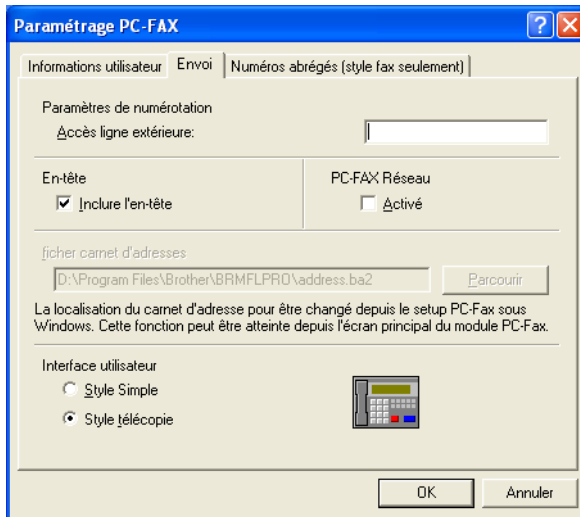 Paramétrage PC-FAX
Informations utilisateur
Envoi
Numéros abrégés (style fax seulement)
Paramètres de numérotation
Accès ligne extérieure:
En-tête
PC-FAX Réseau
Inclure l'en-tête
Activé
ficher carnet d'adresses
D:\Program Files\Brother\BRMFLPRO\address.ba2
Parcourir
La localisation du carnet d'adresse pour être changé depuis le setup PC-Fax sous
Windows. Cette fonction peut être atteinte depuis l'écran principal du module PC-Fax.
Interface utilisateur
Style Simple
Style télécopie
OK
Annuler